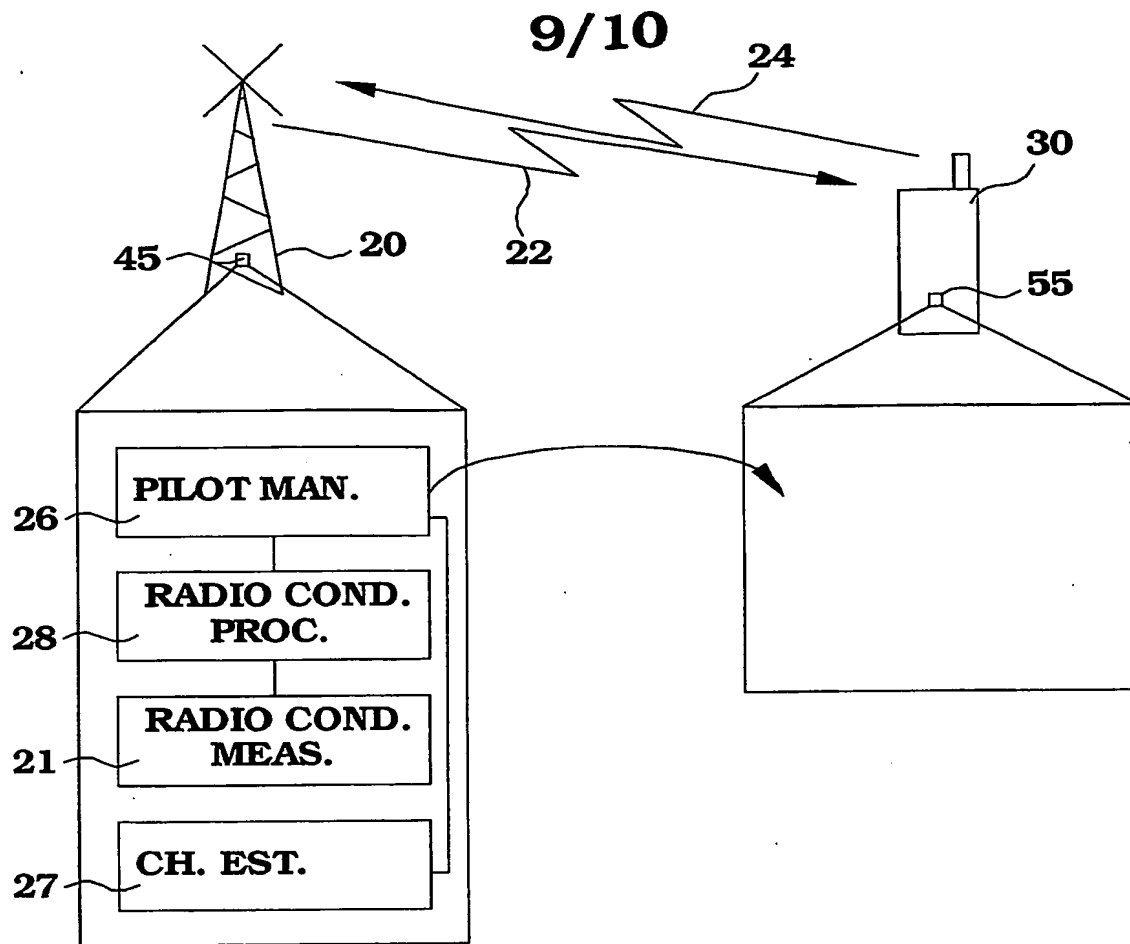 9/10
24
30
22
45
20
55
PILOT MAN.
26
RADIO COND.
PROC.
28
RADIO COND.
MEAS.
21
CH. EST.
27